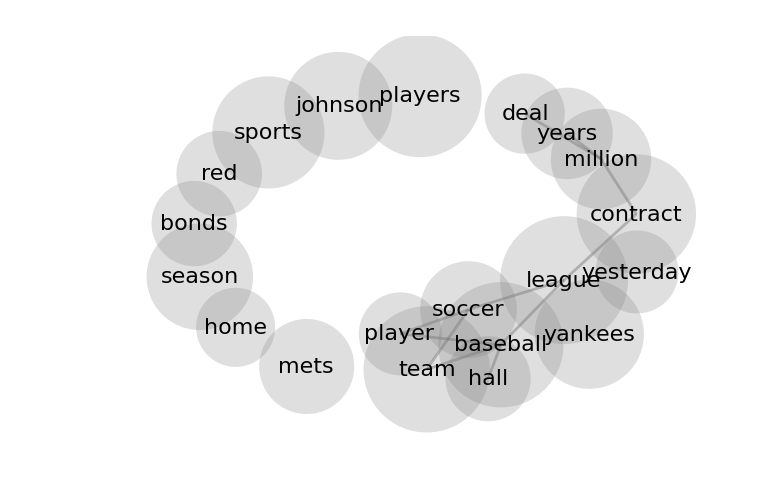 players
johnson
deal
sports
years
million
red
contract
bonds
yesterday
season
league
soccer
home
player
yankees
baseball
mets
team
hall